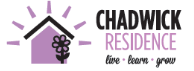 CHADWICK
RESIDENCE
live • learn • grow